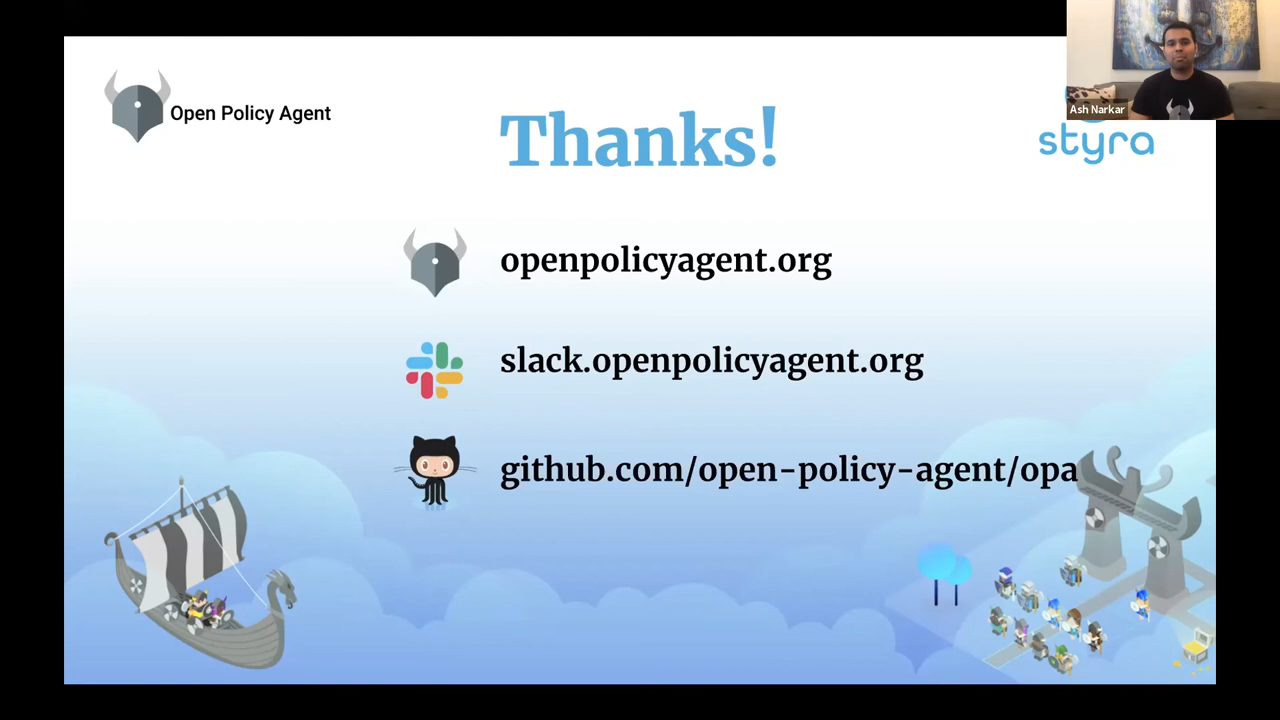 Open Policy Agent
Thanks!
Ash Narkar
styra
openpolicyagent.org
slack.openpolicyagent.org
github.com/open-policy-agent/opa